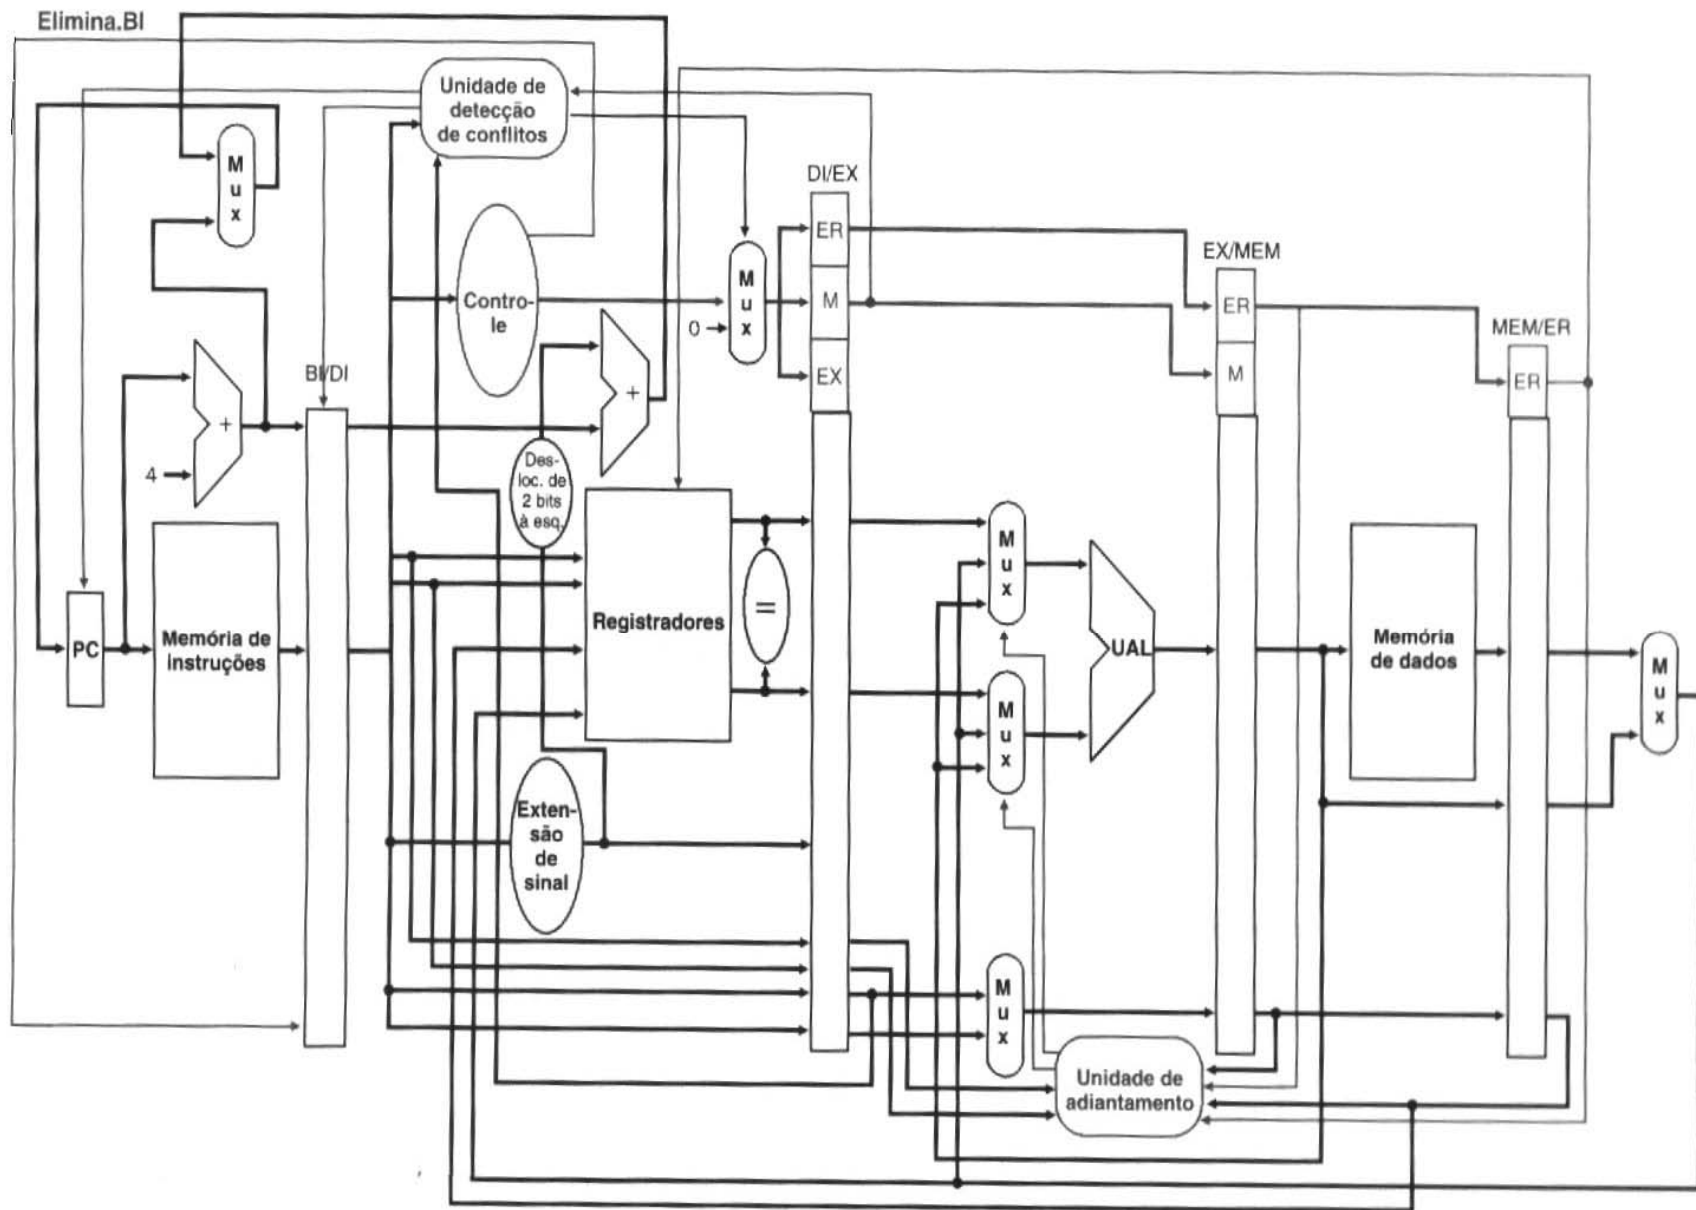 Elimina.BI
Unidade de
detecção
de conflitos
M
u
x
DI/EX
ER
M
EX
EX/MEM
ER
M
MEM/ER
ER
Contro-
le
M
u
x
0
BI/DI
+
4
+
Des-
loc. de
2 bits
à esq.
PC
Memória de
instruções
Registradores
=
M
u
x
M
u
x
UAL
Memória
de dados
M
u
x
Exten-
são
de
sinal
M
u
x
Unidade de
adiantamento